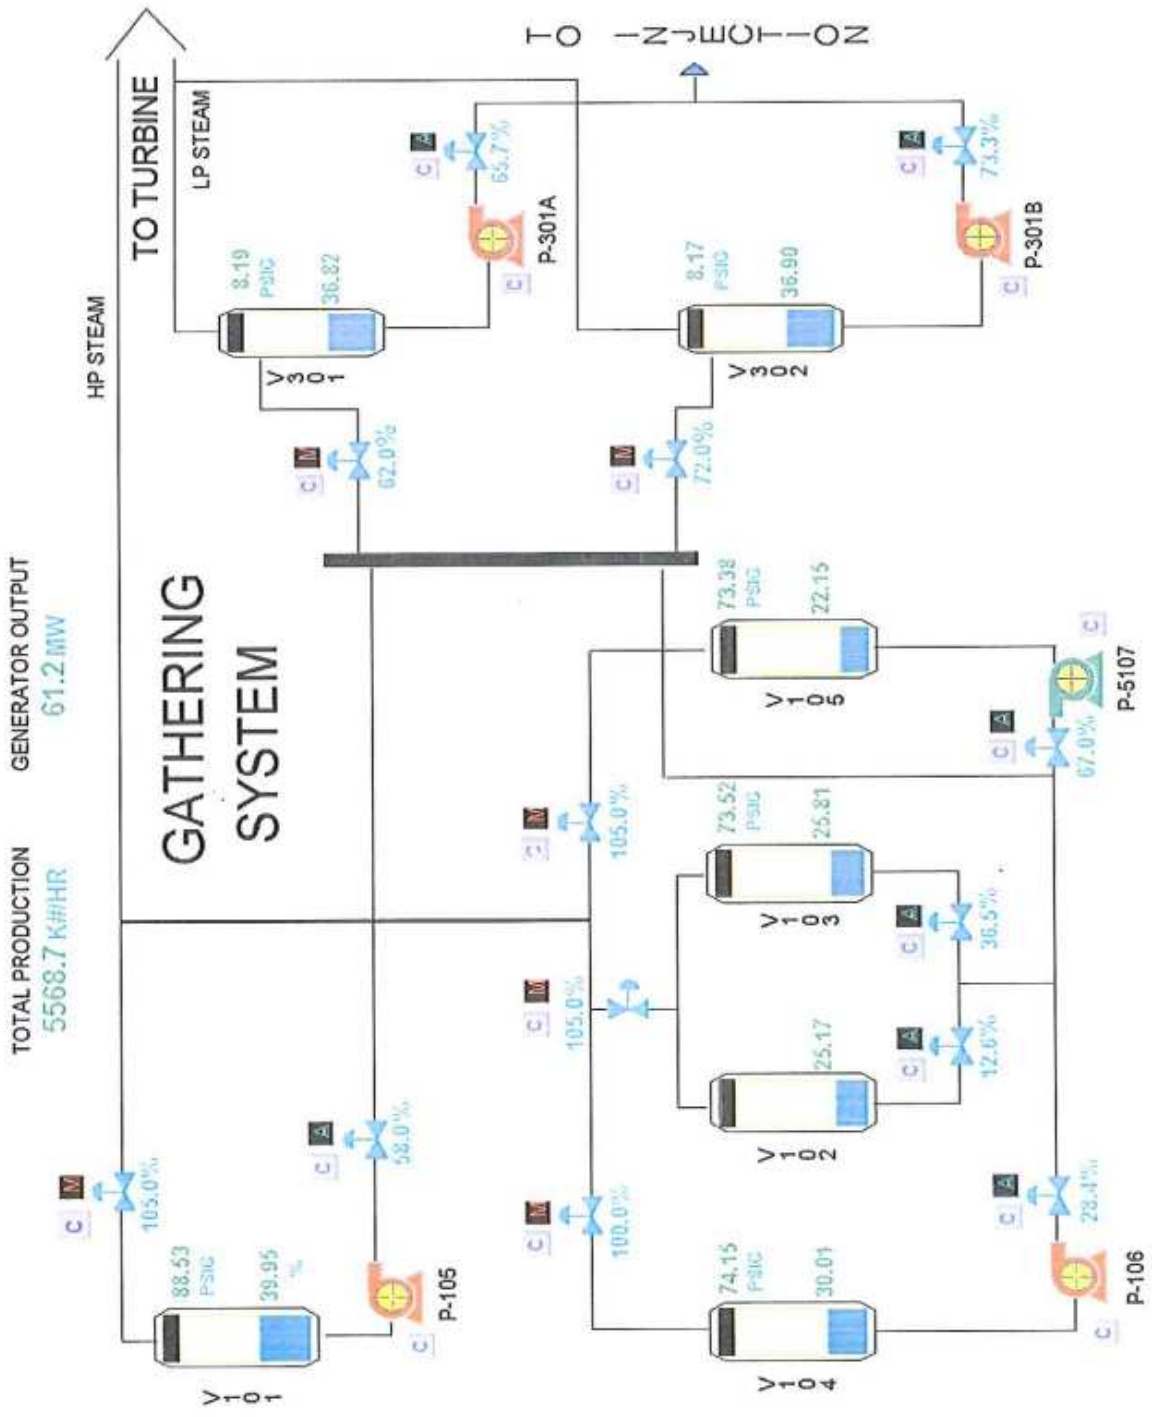 TOTAL PRODUCTION
5568.7 K#/HR
GENERATOR OUTPUT
61.2 MW
GATHERING
SYSTEM
HP STEAM
TO TURBINE
LP STEAM
TO INJECTION
C M
105.0%
88.53
PSIG
39.95
%
V101
C
P-105
C A
58.0%
C M
62.0%
8.19
PSIG
36.82
V301
C
P-301A
C A
65.7%
C M
72.0%
8.17
PSIG
36.90
V302
C
P-301B
C A
73.3%
C M
100.0%
74.15
PSIG
30.01
V104
C
P-106
C A
28.4%
C M
105.0%
25.17
V102
C A
12.6%
73.52
PSIG
25.81
V103
C A
36.5%
C M
105.0%
73.38
PSIG
22.15
V105
C A
67.0%
C
P-5107